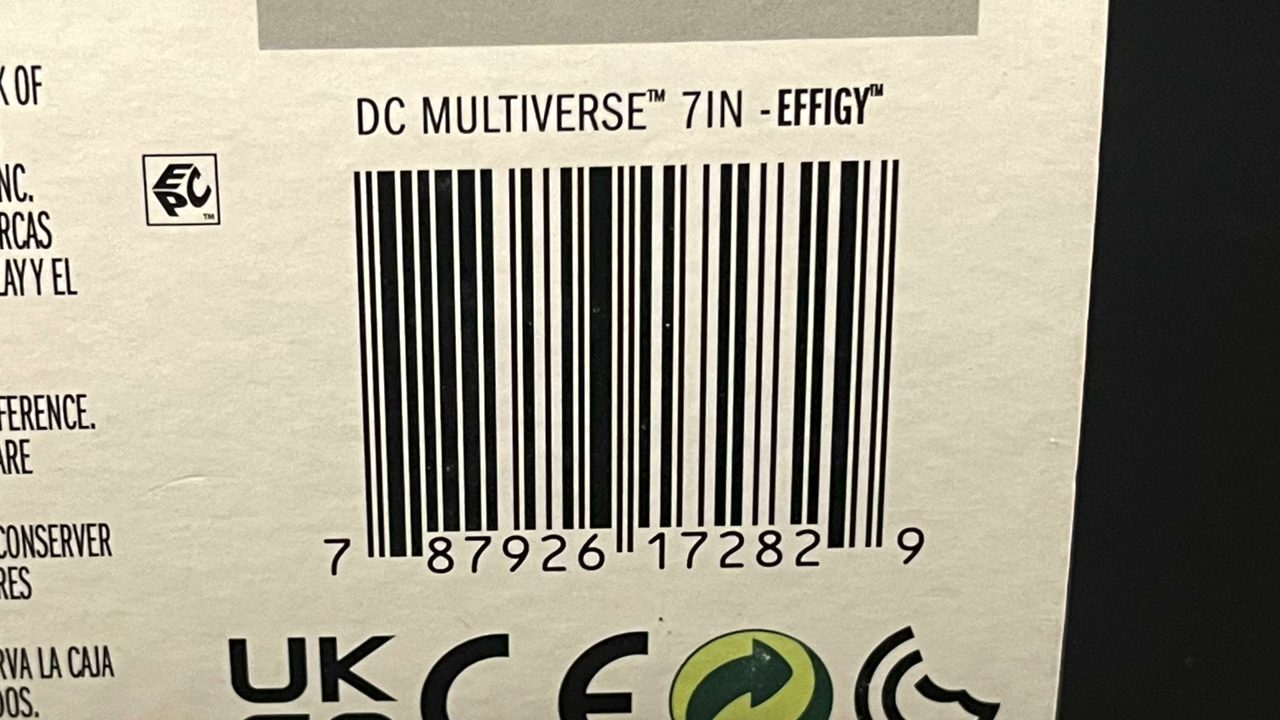 K OF
DC MULTIVERSE™ 7IN - EFFIGY™
EPC™
NC.
RCAS
LAY Y EL
FERENCE.
ARE
CONSERVER
RES
7 87926 17282 9
RVA LA CAJA
DOS.
UK
CE